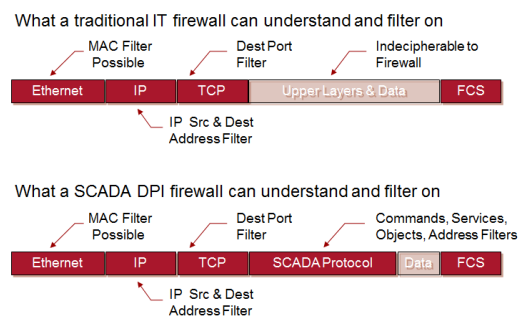 What a traditional IT firewall can understand and filter on
MAC Filter
Possible
Dest Port
Filter
Indecipherable to
Firewall
Ethernet
IP
TCP
Upper Layers & Data
FCS
IP Src & Dest
Address Filter
What a SCADA DPI firewall can understand and filter on
MAC Filter
Possible
Dest Port
Filter
Commands, Services,
Objects, Address Filters
Ethernet
IP
TCP
SCADA Protocol
Data
FCS
IP Src & Dest
Address Filter